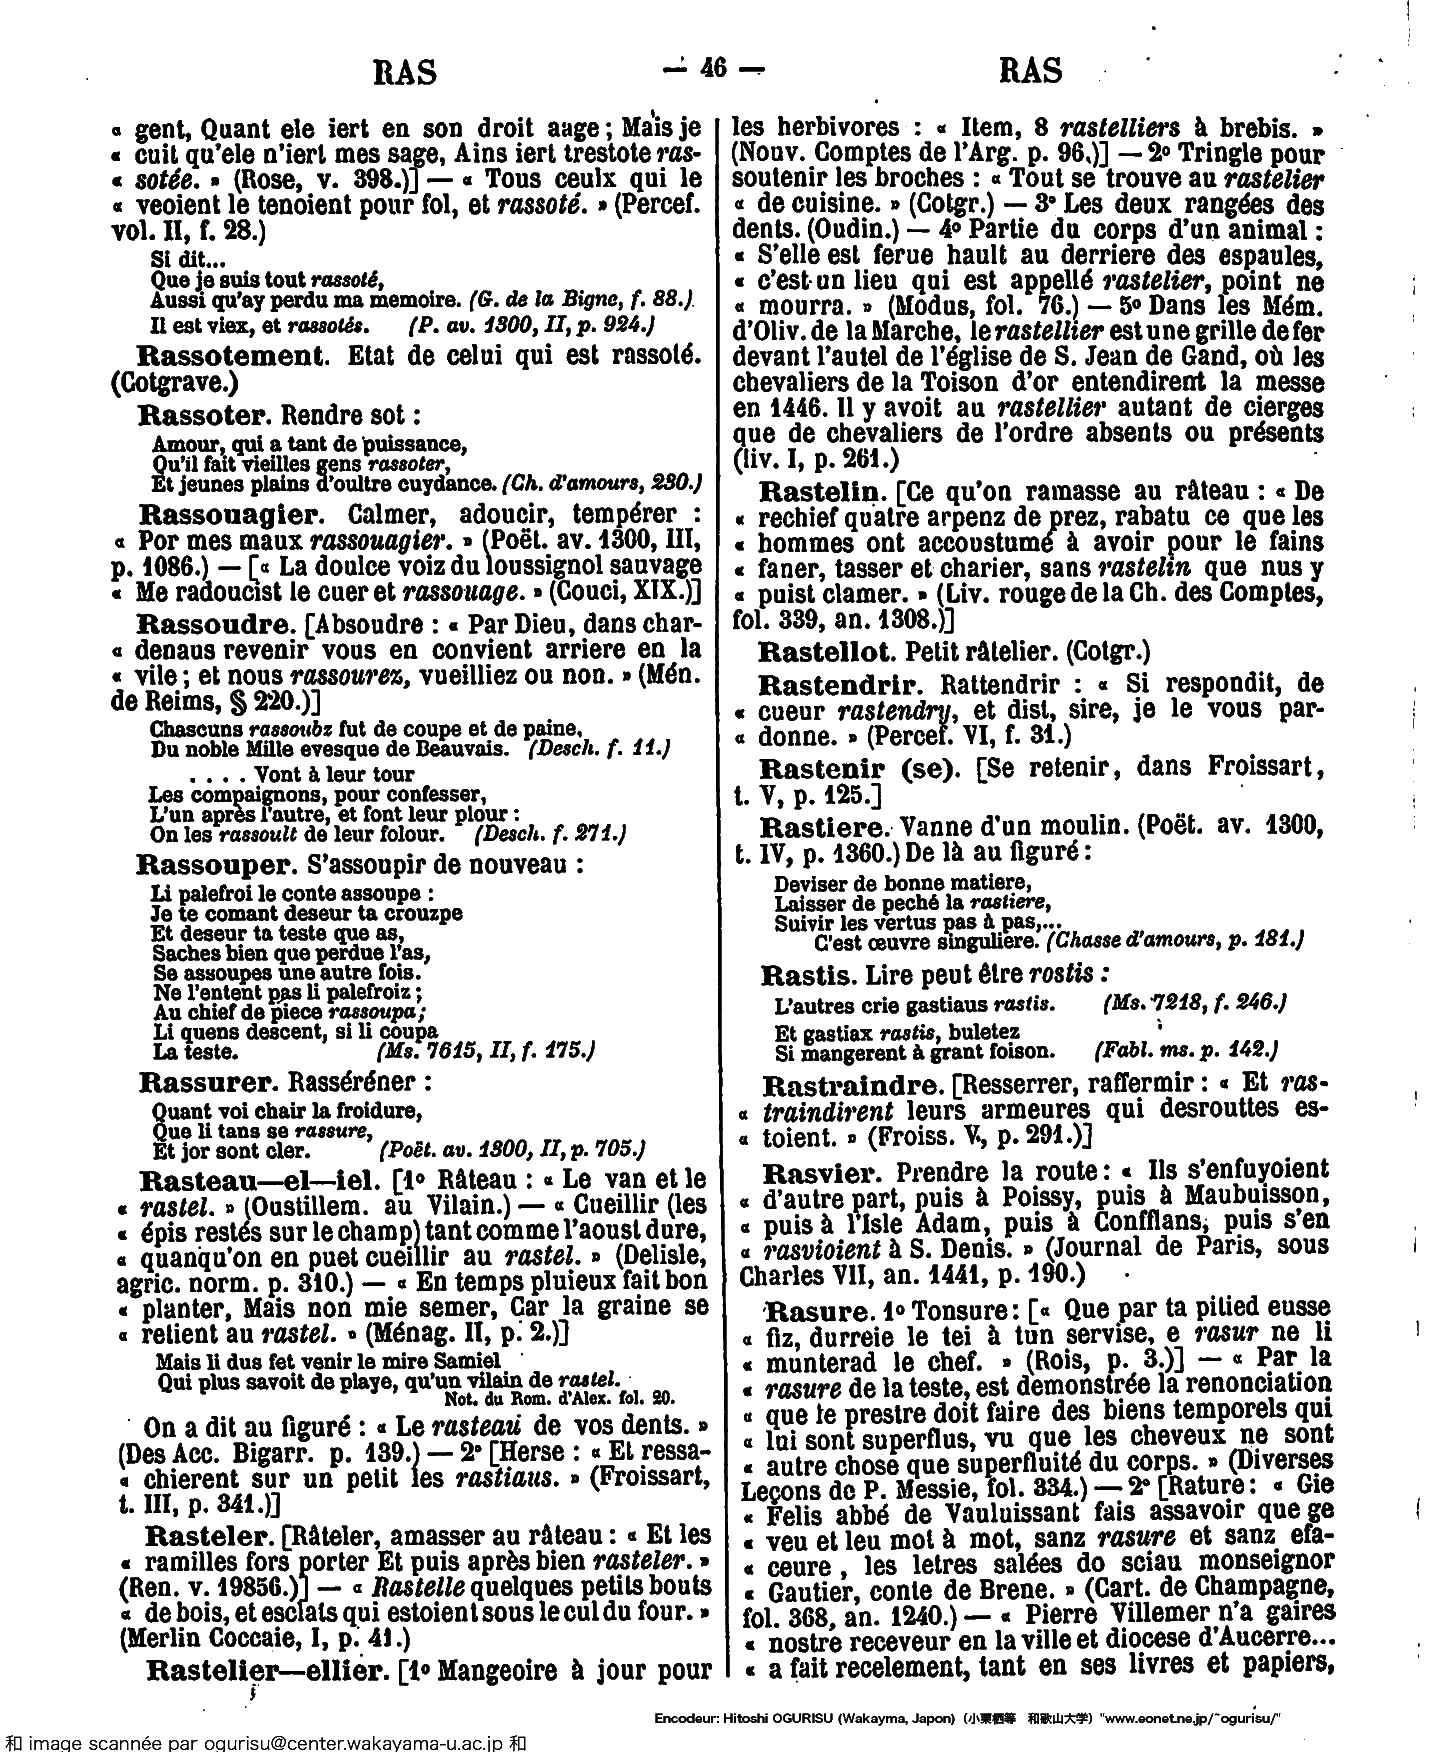 RAS — 46 — RAS
« gent, Quant ele iert en son droit aage ; Mais je
« cuit qu'ele n'iert mes sage, Ains iert trestote ras-
« sotée. » (Rose, v. 398.)] — « Tous ceulx qui le
« veoient le tenoient pour fol, et rassoté. » (Percef.
vol. II, f. 28.)
Si dit...
Que je suis tout rassoté,
Aussi qu'ay perdu ma memoire. (G. de la Bigne, f. 88.)
Il est viex, et rassotés. (P. av. 1300, II, p. 924.)
Rassotement. Etat de celui qui est rassoté.
(Cotgrave.)
Rassoter. Rendre sot :
Amour, qui a tant de puissance,
Qu'il fait vieilles gens rassoter,
Et jeunes plains d'oultre cuydance. (Ch. d'amours, 230.)
Rassouagier. Calmer, adoucir, tempérer :
« Por mes maux rassouagier. » (Poët. av. 1300, III,
p. 1086.) — [« La doulce voiz du loussignol sauvage
« Me radoucist le cuer et rassouage. » (Couci, XIX.)]
Rassoudre. [Absoudre : « Par Dieu, dans char-
« denaus revenir vous en convient arriere en la
« vile ; et nous rassourez, vueilliez ou non. » (Mén.
de Reims, § 220.)]
Chascuns rassoubz fut de coupe et de paine,
Du noble Mille evesque de Beauvais. (Desch. f. 11.)
. . . . Vont à leur tour
Les compaignons, pour confesser,
L'un après l'autre, et font leur plour :
On les rassoult de leur folour. (Desch. f. 271.)
Rassouper. S'assoupir de nouveau :
Li palefroi le conte assoupe :
Je te comant deseur ta crouzpe
Et deseur ta teste que as,
Saches bien que perdue l'as,
Se assoupes une autre fois.
Ne l'entent pas li palefroiz ;
Au chief de piece rassoupa;
Li quens descent, si li coupa
La teste. (Ms. 7615, II, f. 175.)
Rassurer. Rasséréner :
Quant voi chair la froidure,
Que li tans se rassure,
Et jor sont cler. (Poët. av. 1300, II, p. 705.)
Rasteau—el—iel. [1º Râteau : « Le van et le
« rastel. » (Oustillem. au Vilain.) — « Cueillir (les
« épis restés sur le champ) tant comme l'aoust dure,
« quanqu'on en puet cueillir au rastel. » (Delisle,
agric. norm. p. 310.) — « En temps pluieux fait bon
« planter, Mais non mie semer, Car la graine se
« retient au rastel. » (Ménag. II, p. 2.)]
Mais li dus fet venir le mire Samiel
Qui plus savoit de playe, qu'un vilain de rastel.
Not. du Rom. d'Alex. fol. 20.
On a dit au figuré : « Le rasteau de vos dents. »
(Des Acc. Bigarr. p. 139.) — 2º [Herse : « Et ressa-
« chierent sur un petit les rastiaus. » (Froissart,
t. III, p. 341.)]
Rasteler. [Râteler, amasser au râteau : « Et les
« ramilles fors porter Et puis après bien rasteler. »
(Ren. v. 19856.)] — « Rastelle quelques petits bouts
« de bois, et esclats qui estoient sous le cul du four. »
(Merlin Coccaie, I, p. 41.)
Rastelier—ellier. [1º Mangeoire à jour pour
les herbivores : « Item, 8 rastelliers à brebis. »
(Nouv. Comptes de l'Arg. p. 96.)] — 2º Tringle pour
soutenir les broches : « Tout se trouve au rastelier
« de cuisine. » (Cotgr.) — 3º Les deux rangées des
dents. (Oudin.) — 4º Partie du corps d'un animal :
« S'elle est ferue hault au derriere des espaules,
« c'est un lieu qui est appellé rastelier, point ne
« mourra. » (Modus, fol. 76.) — 5º Dans les Mém.
d'Oliv. de la Marche, le rastellier est une grille de fer
devant l'autel de l'église de S. Jean de Gand, où les
chevaliers de la Toison d'or entendirent la messe
en 1446. Il y avoit au rastellier autant de cierges
que de chevaliers de l'ordre absents ou présents
(liv. I, p. 261.)
Rastelin. [Ce qu'on ramasse au râteau : « De
« rechief quatre arpenz de prez, rabatu ce que les
« hommes ont accoustumé à avoir pour le fains
« faner, tasser et charier, sans rastelin que nus y
« puist clamer. » (Liv. rouge de la Ch. des Comptes,
fol. 339, an. 1308.)]
Rastellot. Petit râtelier. (Cotgr.)
Rastendrir. Rattendrir : « Si respondit, de
« cueur rastendry, et dist, sire, je le vous par-
« donne. » (Percef. VI, f. 31.)
Rastenir (se). [Se retenir, dans Froissart,
t. V, p. 125.]
Rastiere. Vanne d'un moulin. (Poët. av. 1300,
t. IV, p. 1360.) De là au figuré :
Deviser de bonne matiere,
Laisser de peché la rastiere,
Suivir les vertus pas à pas,...
C'est œuvre singuliere. (Chasse d'amours, p. 181.)
Rastis. Lire peut être rostis :
L'autres crie gastiaus rastis. (Ms. 7218, f. 246.)
Et gastiax rastis, buletez
Si mangerent à grant foison. (Fabl. ms. p. 142.)
Rastraindre. [Resserrer, raffermir : « Et ras-
« traindirent leurs armeures qui desrouttes es-
« toient. » (Froiss. V, p. 291.)]
Rasvier. Prendre la route : « Ils s'enfuyoient
« d'autre part, puis à Poissy, puis à Maubuisson,
« puis à l'Isle Adam, puis à Confflans, puis s'en
« rasvioient à S. Denis. » (Journal de Paris, sous
Charles VII, an. 1441, p. 190.)
Rasure. 1º Tonsure : [« Que par ta pitied eusse
« fiz, durreie le tei à tun servise, e rasur ne li
« munterad le chef. » (Rois, p. 3.)] — « Par la
« rasure de la teste, est demonstrée la renonciation
« que le prestre doit faire des biens temporels qui
« lui sont superflus, vu que les cheveux ne sont
« autre chose que superfluité du corps. » (Diverses
Leçons de P. Messie, fol. 334.) — 2º [Rature : « Gie
« Felis abbé de Vauluissant fais assavoir que ge
« veu et leu mot à mot, sanz rasure et sanz efa-
« ceure , les letres salées do sciau monseignor
« Gautier, conte de Brene. » (Cart. de Champagne,
fol. 368, an. 1240.) — « Pierre Villemer n'a gaires
« nostre receveur en la ville et diocese d'Aucerre...
« a fait recelement, tant en ses livres et papiers,
Encodeur: Hitoshi OGURISU (Wakayma, Japon)（小栗栖等　和歌山大学）"www.eonet.ne.jp/~ogurisu/"
和 image scannée par ogurisu@center.wakayama-u.ac.jp 和